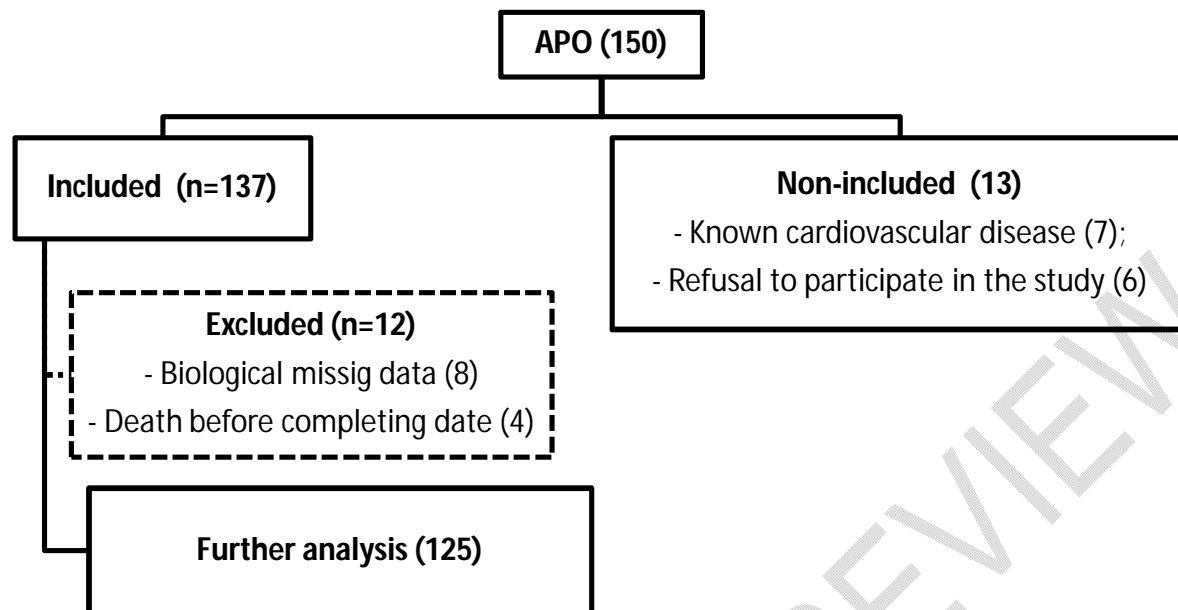 APO (150)
Included (n=137)
Non-included (13)
- Known cardiovascular disease (7);
- Refusal to participate in the study (6)
Excluded (n=12)
- Biological missig data (8)
- Death before completing date (4)
Further analysis (125)
REVIEW